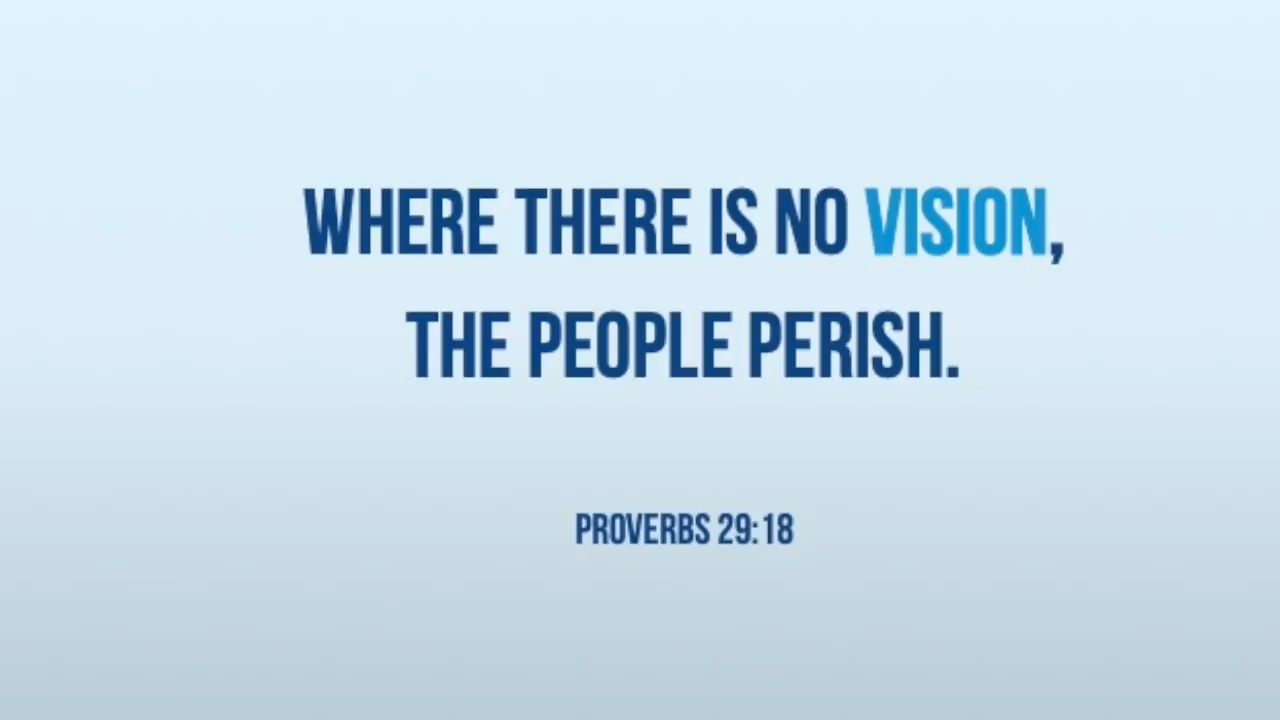 WHERE THERE IS NO VISION,
THE PEOPLE PERISH.
PROVERBS 29:18